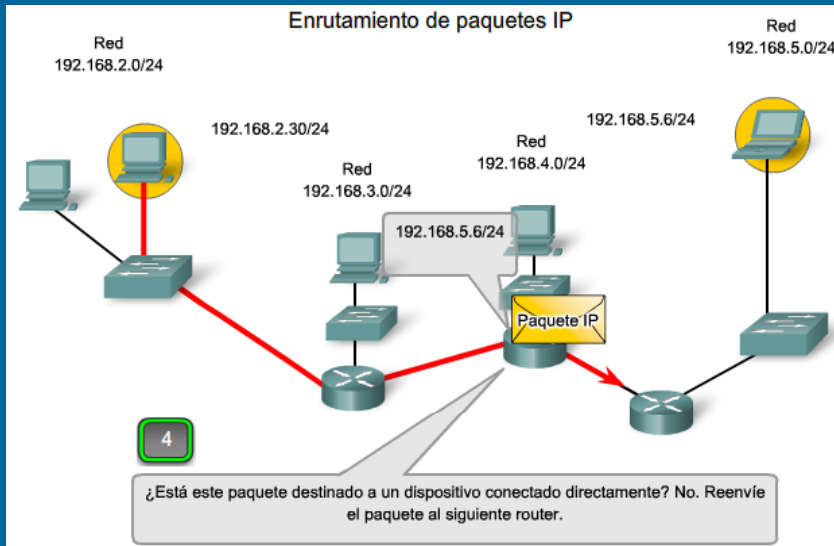 Enrutamiento de paquetes IP
Red
192.168.2.0/24
Red
192.168.5.0/24
192.168.2.30/24
192.168.5.6/24
Red
192.168.3.0/24
Red
192.168.4.0/24
192.168.5.6/24
Paquete IP
4
¿Está este paquete destinado a un dispositivo conectado directamente? No. Reenvíe
el paquete al siguiente router.